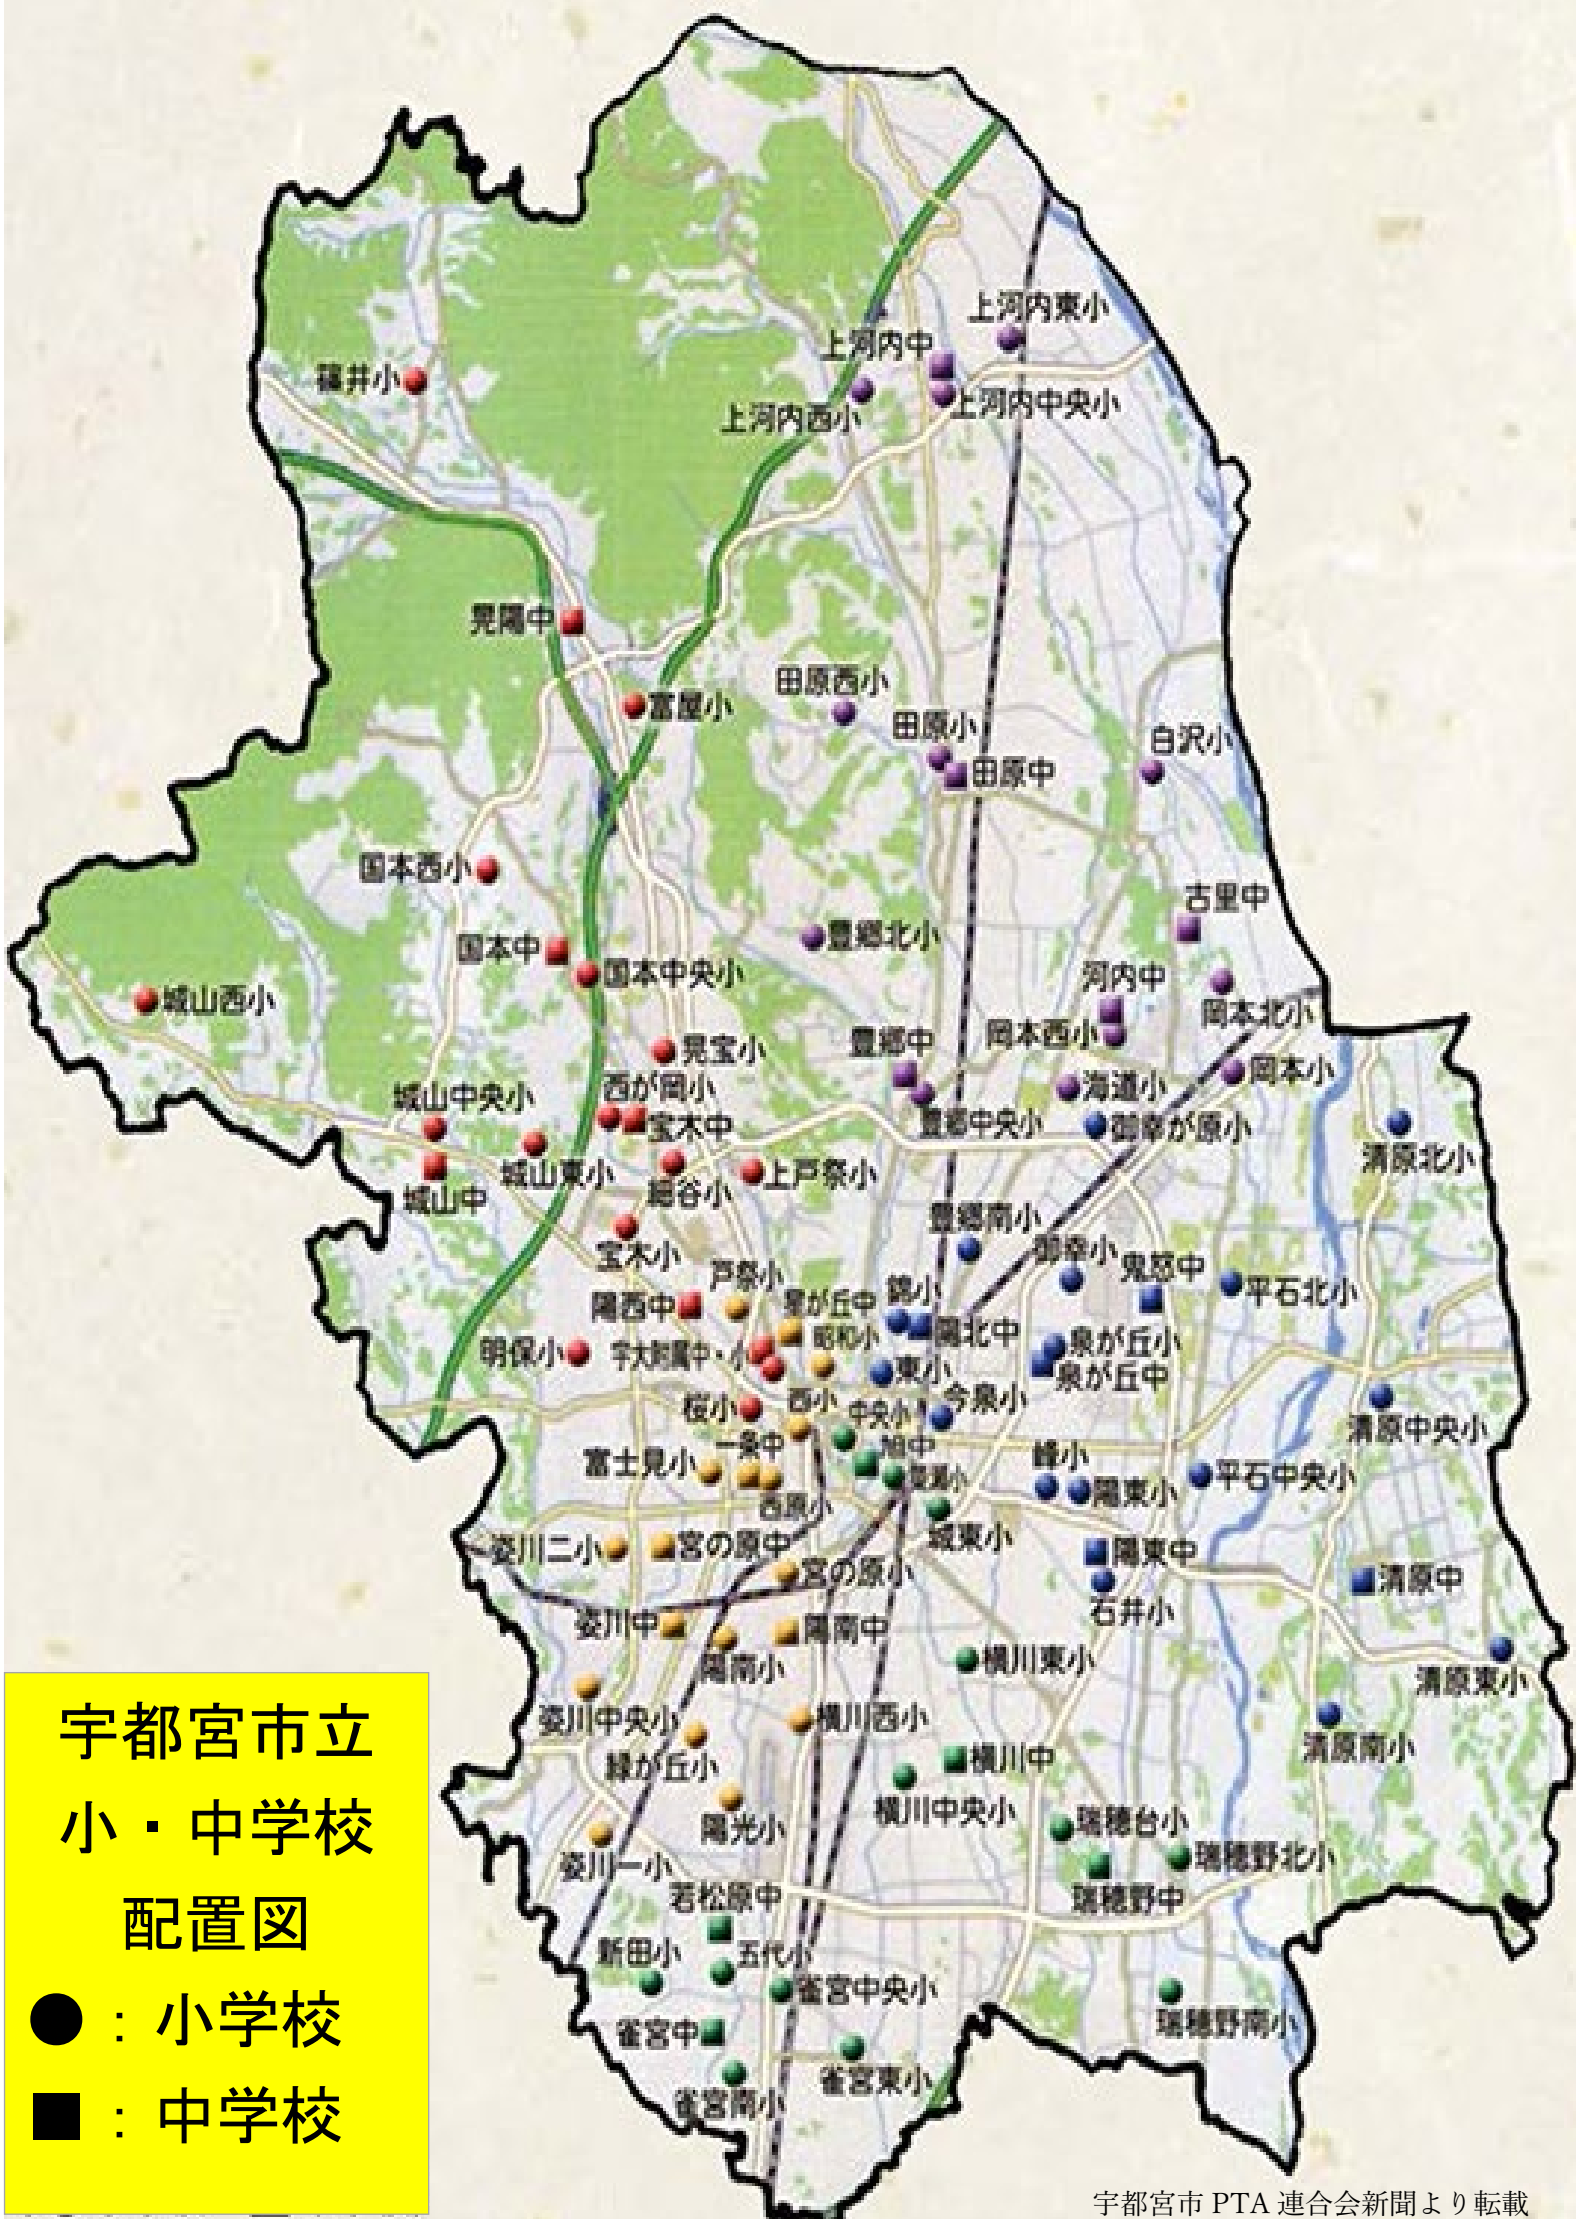 上河内東小
上河内中
篠井小
上河内中央小
上河内西小
晃陽中
田原西小
富屋小
田原小
白沢小
田原中
国本西小
古里中
豊郷北小
国本中
国本中央小
河内中
城山西小
岡本北小
岡本西小
豊郷中
晃宝小
岡本小
西が岡小
海道小
城山中央小
豊郷中央小
御幸が原小
宝木中
清原北小
城山東小
上戸祭小
細谷小
城山中
豊郷南小
宝木小
御幸小
鬼怒中
戸祭小
錦小
平石北小
陽西中
星が丘中
昭和小
陽北中
泉が丘小
明保小
宇大附属中・小
東小
泉が丘中
今泉小
桜小
西小
中央小
清原中央小
一条中
旭中
富士見小
峰小
平石中央小
簗瀬小
陽東小
西原小
城東小
姿川二小
宮の原中
陽東中
宮の原小
清原中
石井小
姿川中
陽南中
陽南小
横川東小
清原東小
姿川中央小
横川西小
清原南小
緑が丘小
横川中
横川中央小
陽光小
瑞穂台小
瑞穂野北小
姿川一小
若松原中
瑞穂野中
新田小
五代小
雀宮中央小
瑞穂野南小
雀宮中
雀宮東小
雀宮南小
宇都宮市立
小・中学校
配置図
●：小学校
■：中学校
宇都宮市 PTA 連合会新聞より転載